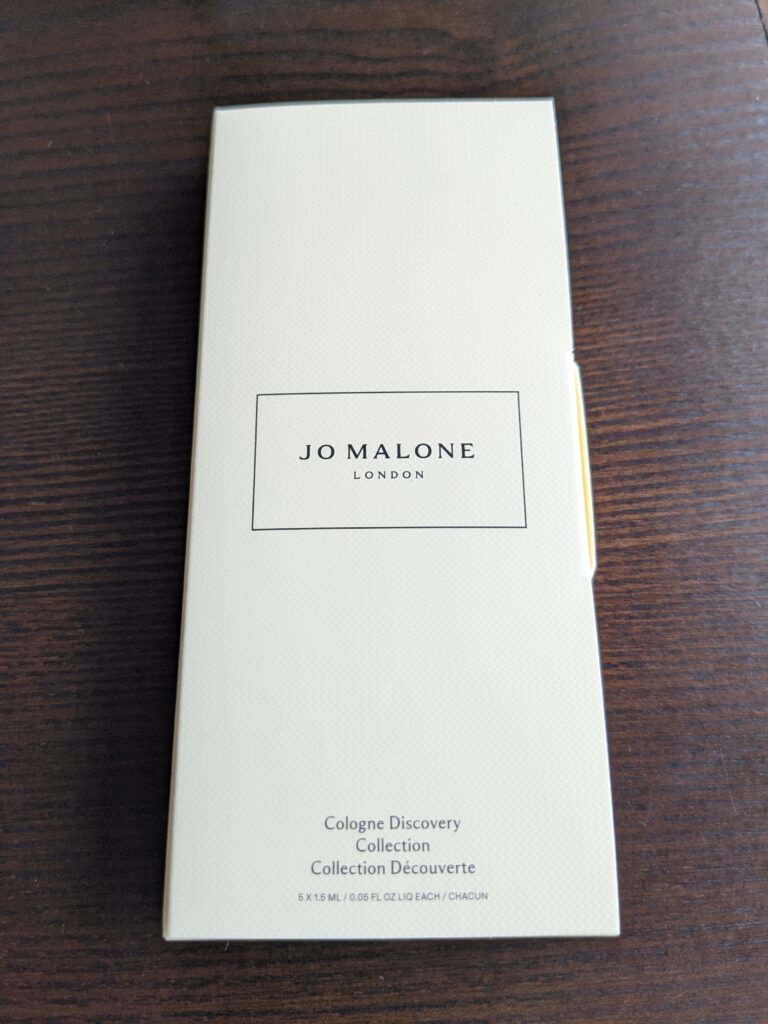 JO MALONE
LONDON
Cologne Discovery
Collection
Collection Découverte
5 X 1.5 ML / 0.05 FL OZ LIQ EACH / CHACUN